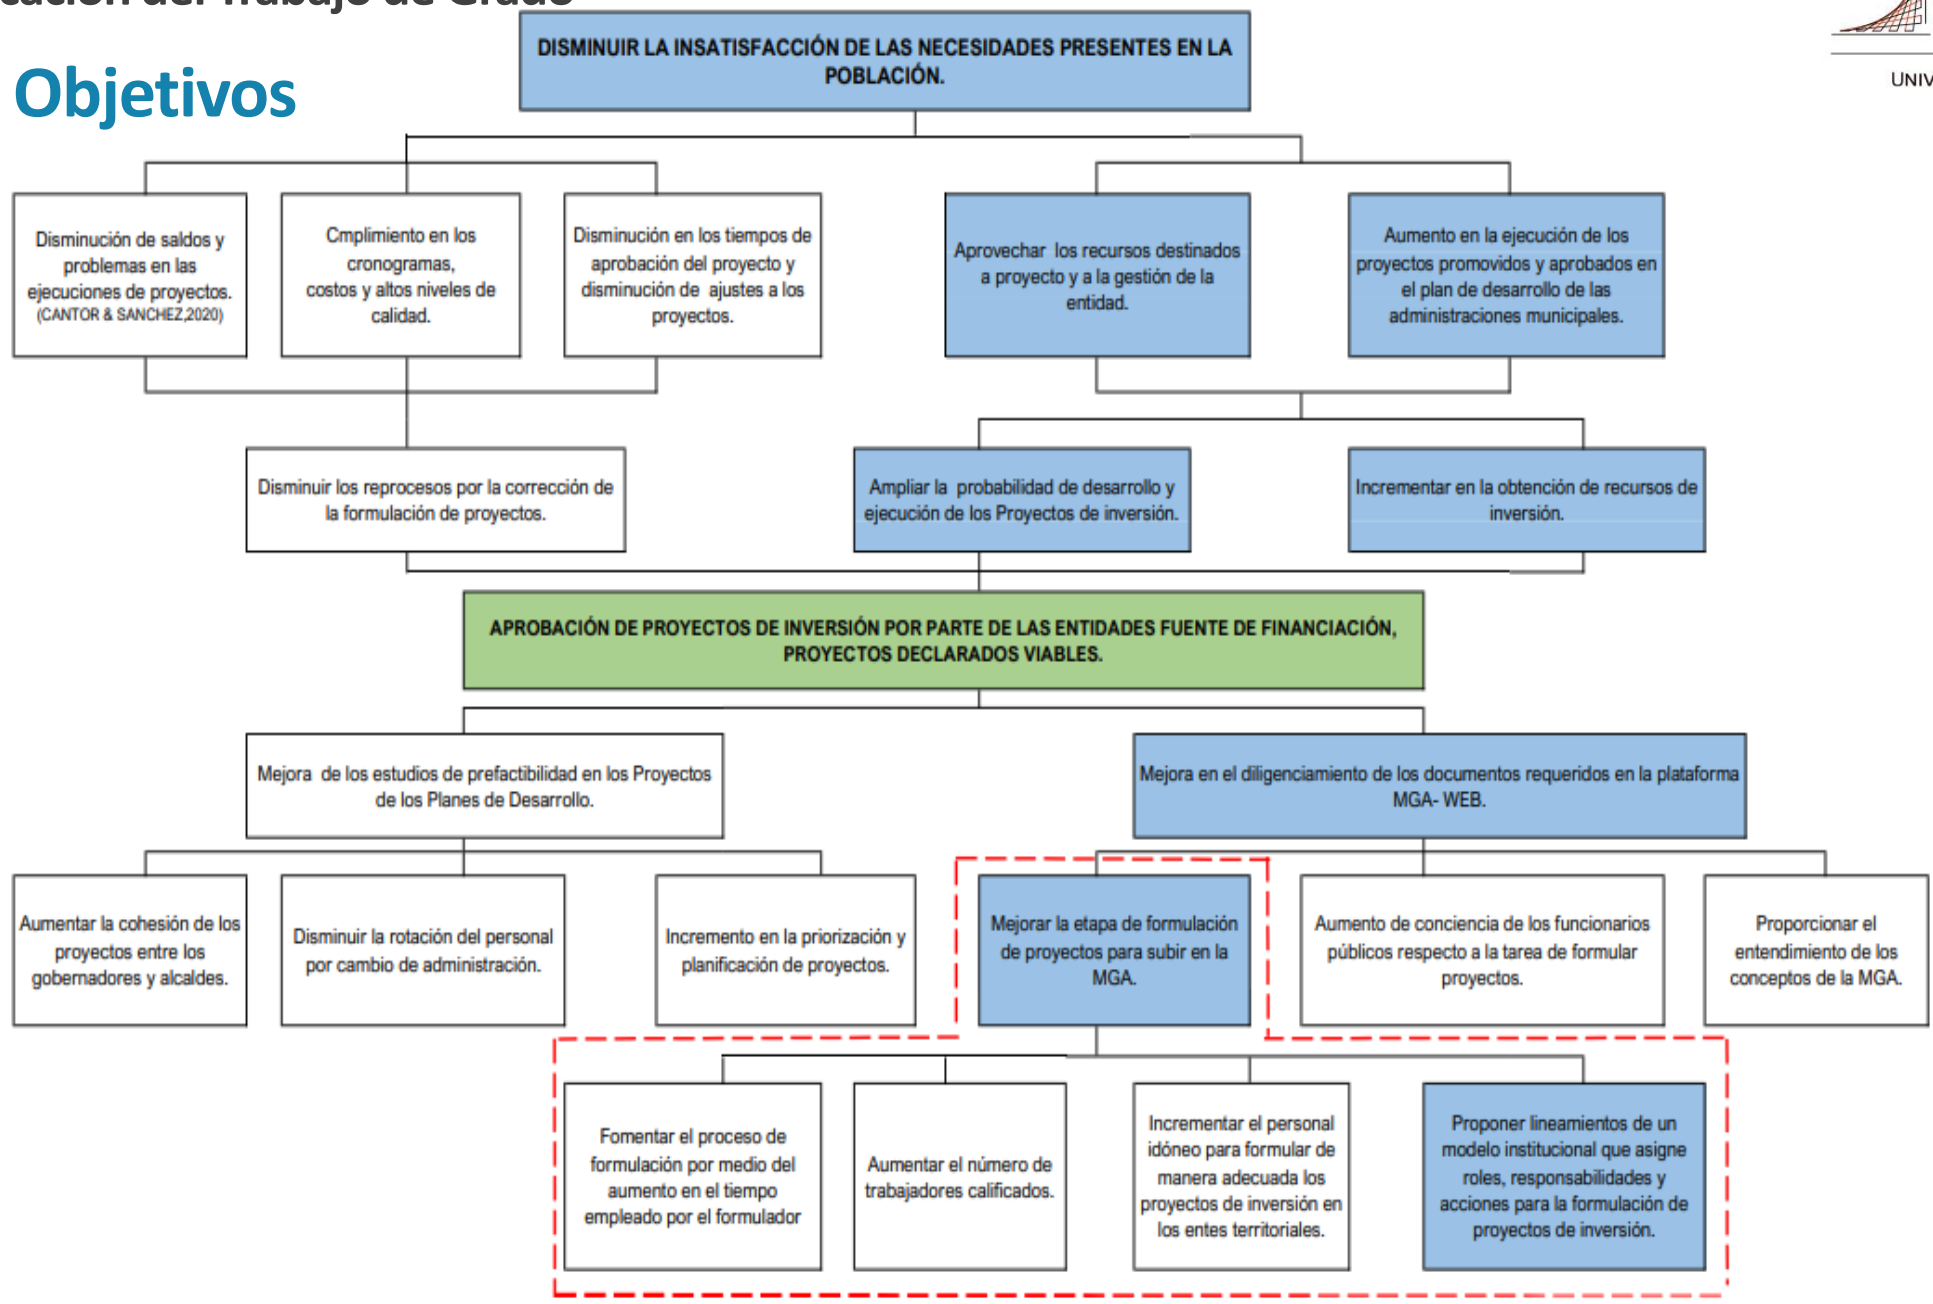 del Trabajo de Grado
Objetivos
DISMINUIR LA INSATISFACCIÓN DE LAS NECESIDADES PRESENTES EN LA
POBLACIÓN.
Disminución de saldos y
problemas en las
ejecuciones de proyectos.
(CANTOR & SANCHEZ,2020)
Cmplimiento en los
cronogramas,
costos y altos niveles de
calidad.
Disminución en los tiempos de
aprobación del proyecto y
disminución de ajustes a los
proyectos.
Aprovechar los recursos destinados
a proyecto y a la gestión de la
entidad.
Aumento en la ejecución de los
proyectos promovidos y aprobados en
el plan de desarrollo de las
administraciones municipales.
Disminuir los reprocesos por la corrección de
la formulación de proyectos.
Ampliar la probabilidad de desarrollo y
ejecución de los Proyectos de inversión.
Incrementar en la obtención de recursos de
inversión.
APROBACIÓN DE PROYECTOS DE INVERSIÓN POR PARTE DE LAS ENTIDADES FUENTE DE FINANCIACIÓN,
PROYECTOS DECLARADOS VIABLES.
Mejora de los estudios de prefactibilidad en los Proyectos
de los Planes de Desarrollo.
Mejora en el diligenciamiento de los documentos requeridos en la plataforma
MGA- WEB.
Aumentar la cohesión de los
proyectos entre los
gobernadores y alcaldes.
Disminuir la rotación del personal
por cambio de administración.
Incremento en la priorización y
planificación de proyectos.
Mejorar la etapa de formulación
de proyectos para subir en la
MGA.
Aumento de conciencia de los funcionarios
públicos respecto a la tarea de formular
proyectos.
Proporcionar el
entendimiento de los
conceptos de la MGA.
Fomentar el proceso de
formulación por medio del
aumento en el tiempo
empleado por el formulador
Aumentar el número de
trabajadores calificados.
Incrementar el personal
idóneo para formular de
manera adecuada los
proyectos de inversión en
los entes territoriales.
Proponer lineamientos de un
modelo institucional que asigne
roles, responsabilidades y
acciones para la formulación de
proyectos de inversión.
UNIV